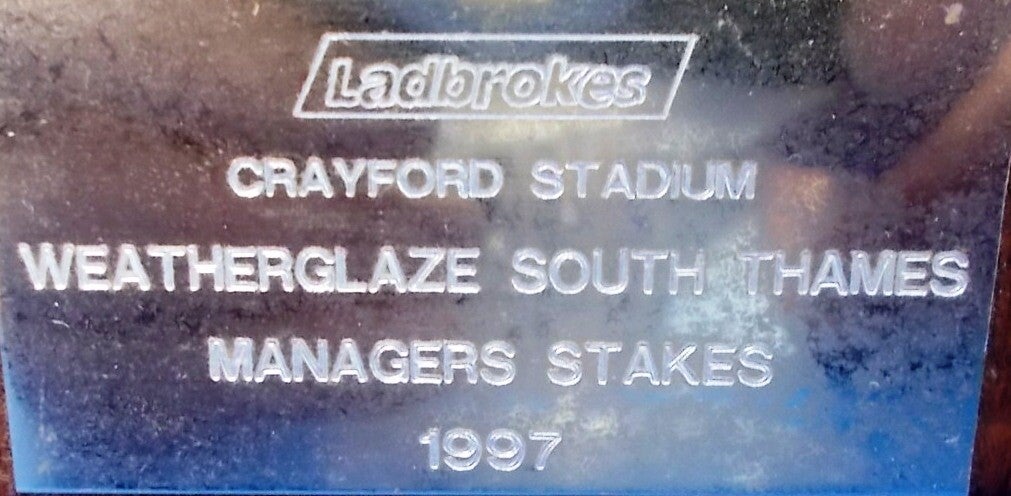 Ladbrokes
CRAYFORD STADIUM
WEATHERGLAZE SOUTH THAMES
MANAGERS STAKES
1997